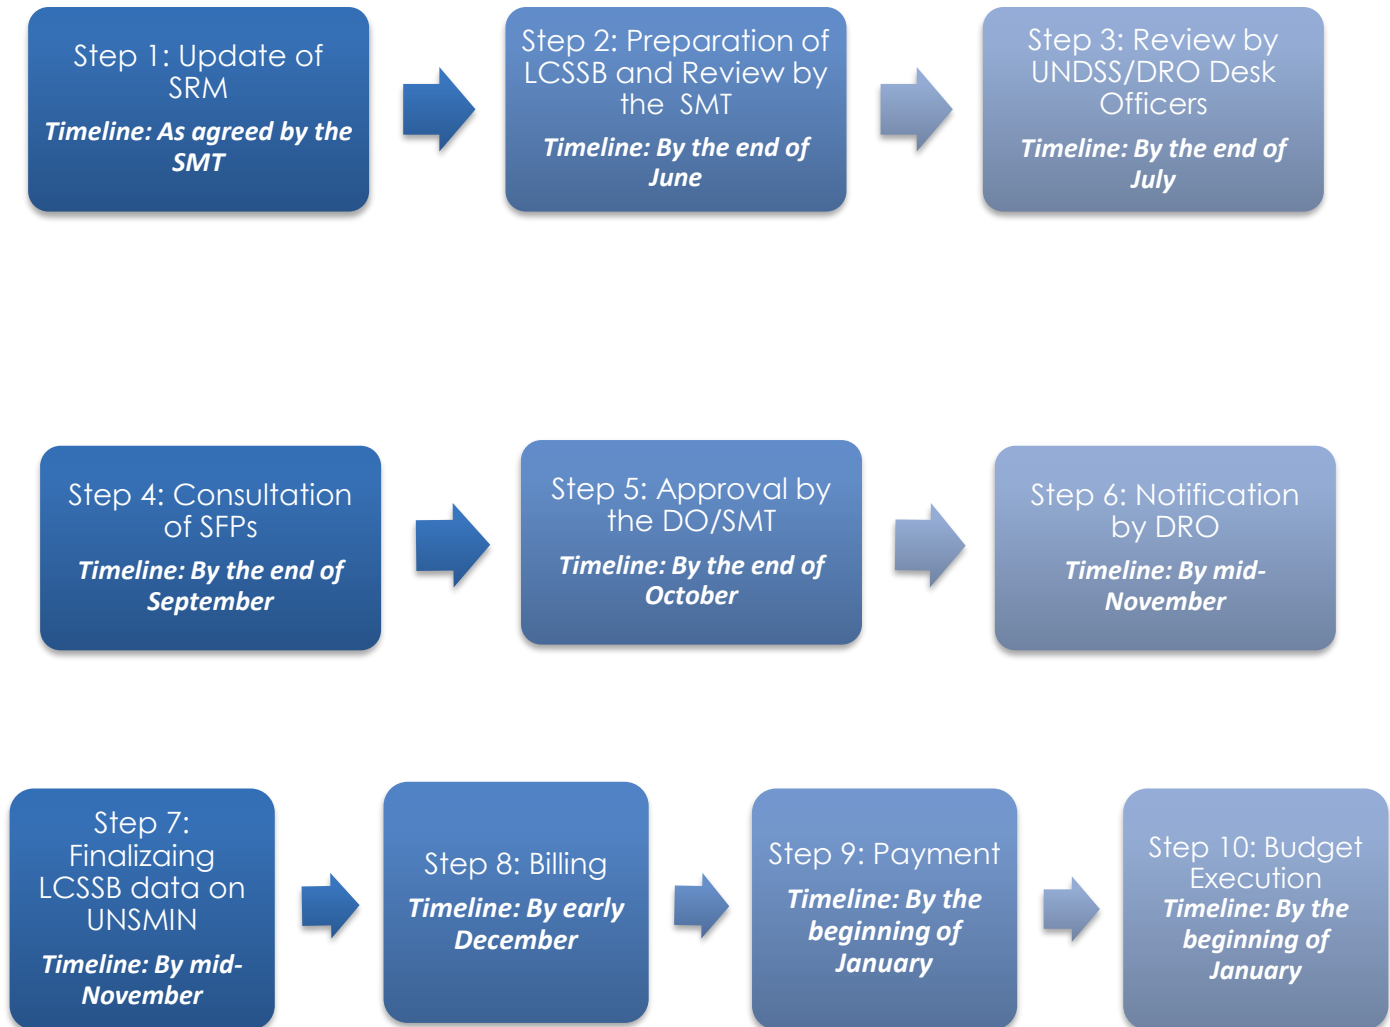 Step 1: Update of
SRM
Timeline: As agreed by the
SMT
Step 2: Preparation of
LCSSB and Review by
the SMT
Timeline: By the end of
June
Step 3: Review by
UNDSS/DRO Desk
Officers
Timeline: By the end of
July
Step 4: Consultation
of SFPs
Timeline: By the end of
September
Step 5: Approval by
the DO/SMT
Timeline: By the end of
October
Step 6: Notification
by DRO
Timeline: By mid-
November
Step 7:
Finalizaing
LCSSB data on
UNSMIN
Timeline: By mid-
November
Step 8: Billing
Timeline: By early
December
Step 9: Payment
Timeline: By the
beginning of
January
Step 10: Budget
Execution
Timeline: By the
beginning of
January